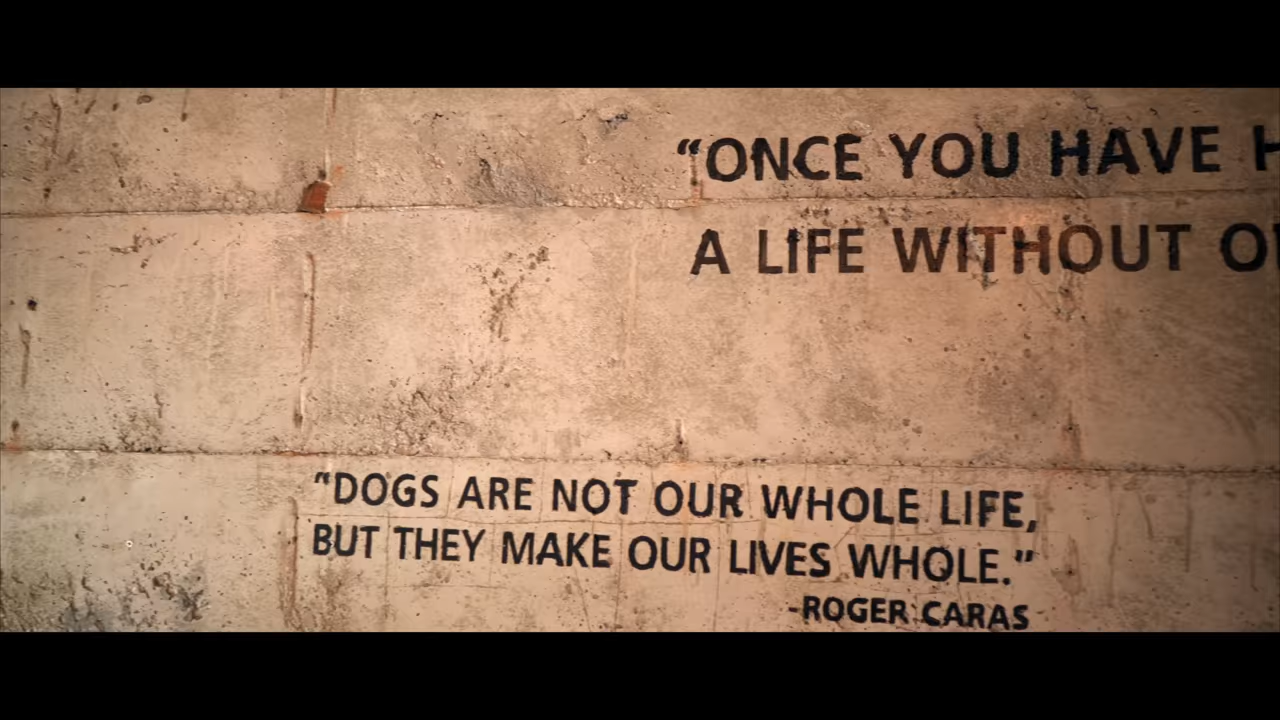 “ONCE YOU HAVE
A LIFE WITHOUT
“DOGS ARE NOT OUR WHOLE LIFE,
BUT THEY MAKE OUR LIVES WHOLE.”
-ROGER CARAS